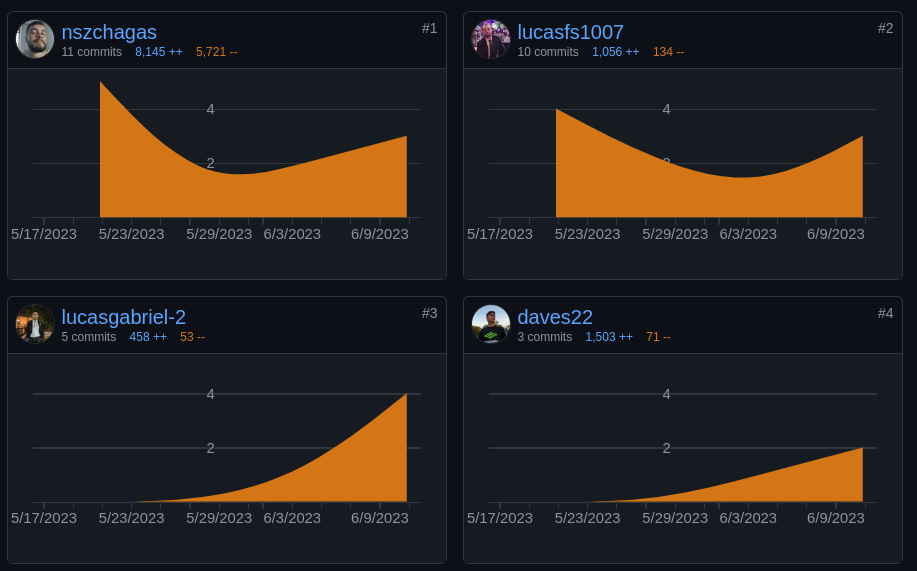 nszchagas #1
11 commits 8,145 ++ 5,721 --
4
2
5/17/2023 5/23/2023 5/29/2023 6/3/2023 6/9/2023
lucasfs1007 #2
10 commits 1,056 ++ 134 --
4
2
5/17/2023 5/23/2023 5/29/2023 6/3/2023 6/9/2023
lucasgabriel-2 #3
5 commits 458 ++ 53 --
4
2
5/17/2023 5/23/2023 5/29/2023 6/3/2023 6/9/2023
daves22 #4
3 commits 1,503 ++ 71 --
4
2
5/17/2023 5/23/2023 5/29/2023 6/3/2023 6/9/2023